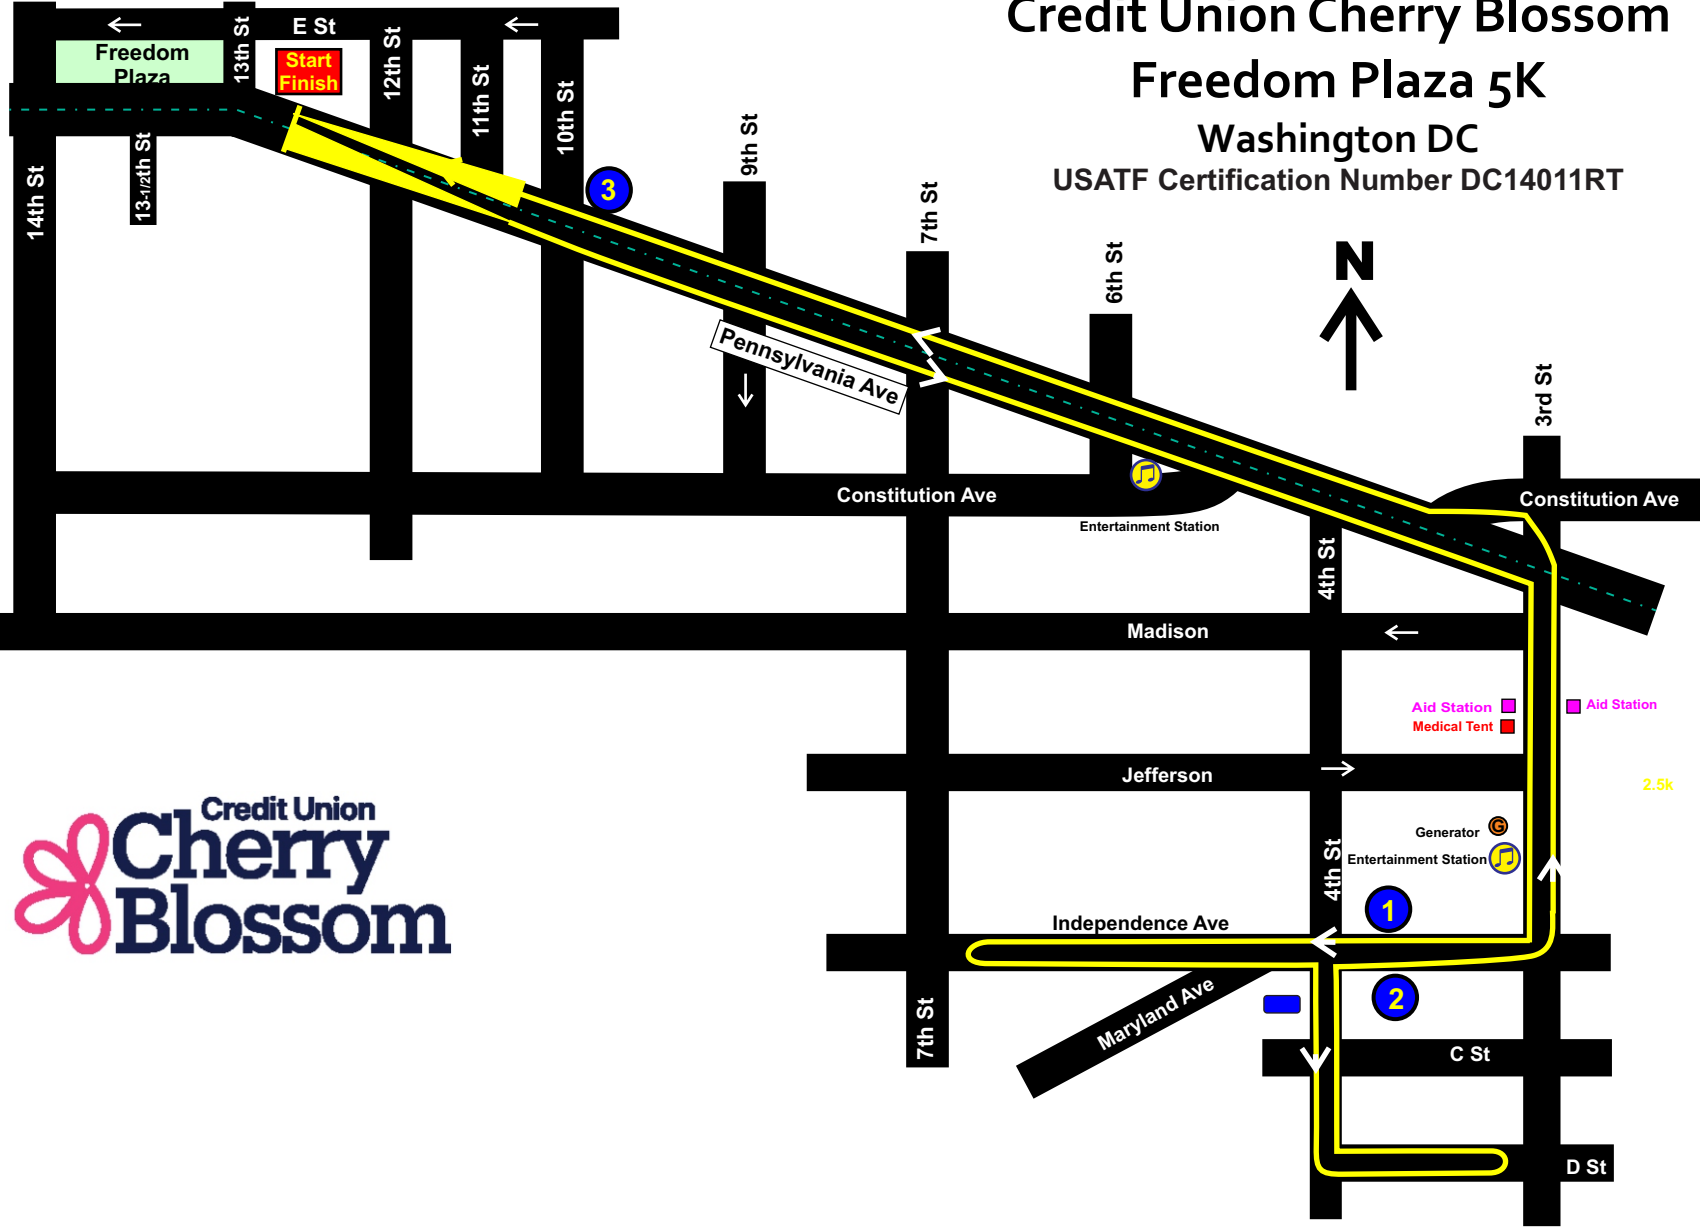 Credit Union Cherry Blossom
Freedom Plaza 5K
Washington DC
USATF Certification Number DC14011RT
E St
13th St
Freedom
Plaza
Start
Finish
12th St
11th St
10th St
14th St
13-1/2th St
9th St
3
7th St
6th St
N
Pennsylvania Ave
3rd St
Constitution Ave
Constitution Ave
Entertainment Station
4th St
Madison
Aid Station
Aid Station
Medical Tent
Jefferson
2.5k
Generator
G
Entertainment Station
4th St
1
Independence Ave
2
Maryland Ave
7th St
C St
D St
Credit Union
Cherry
Blossom